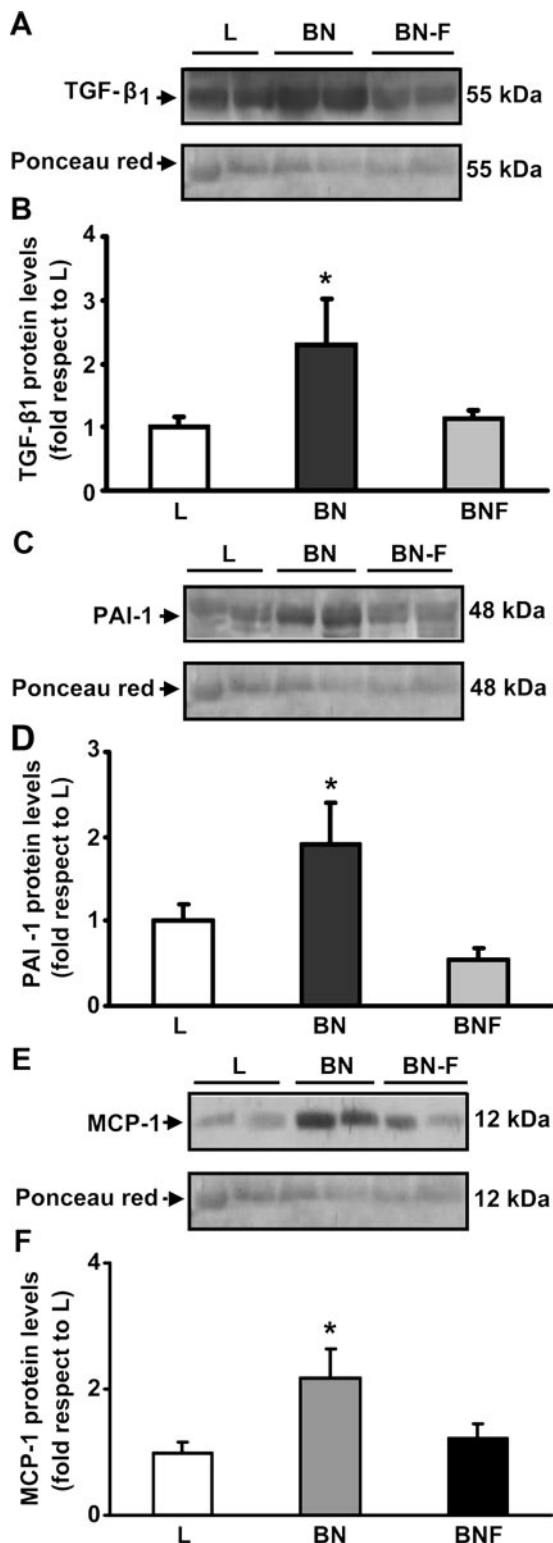 A
L BN BN-F
TGF-β1 55 kDa
Ponceau red 55 kDa
B
TGF-β1 protein levels
(fold respect to L)
4
*
3
2
1
0
L BN BNF
C
L BN BN-F
PAI-1 48 kDa
Ponceau red 48 kDa
D
PAI -1 protein levels
(fold respect to L)
3
*
2
1
0
L BN BNF
E
L BN BN-F
MCP-1 12 kDa
Ponceau red 12 kDa
F
MCP-1 protein levels
(fold respect to L)
4
*
2
0
L BN BNF